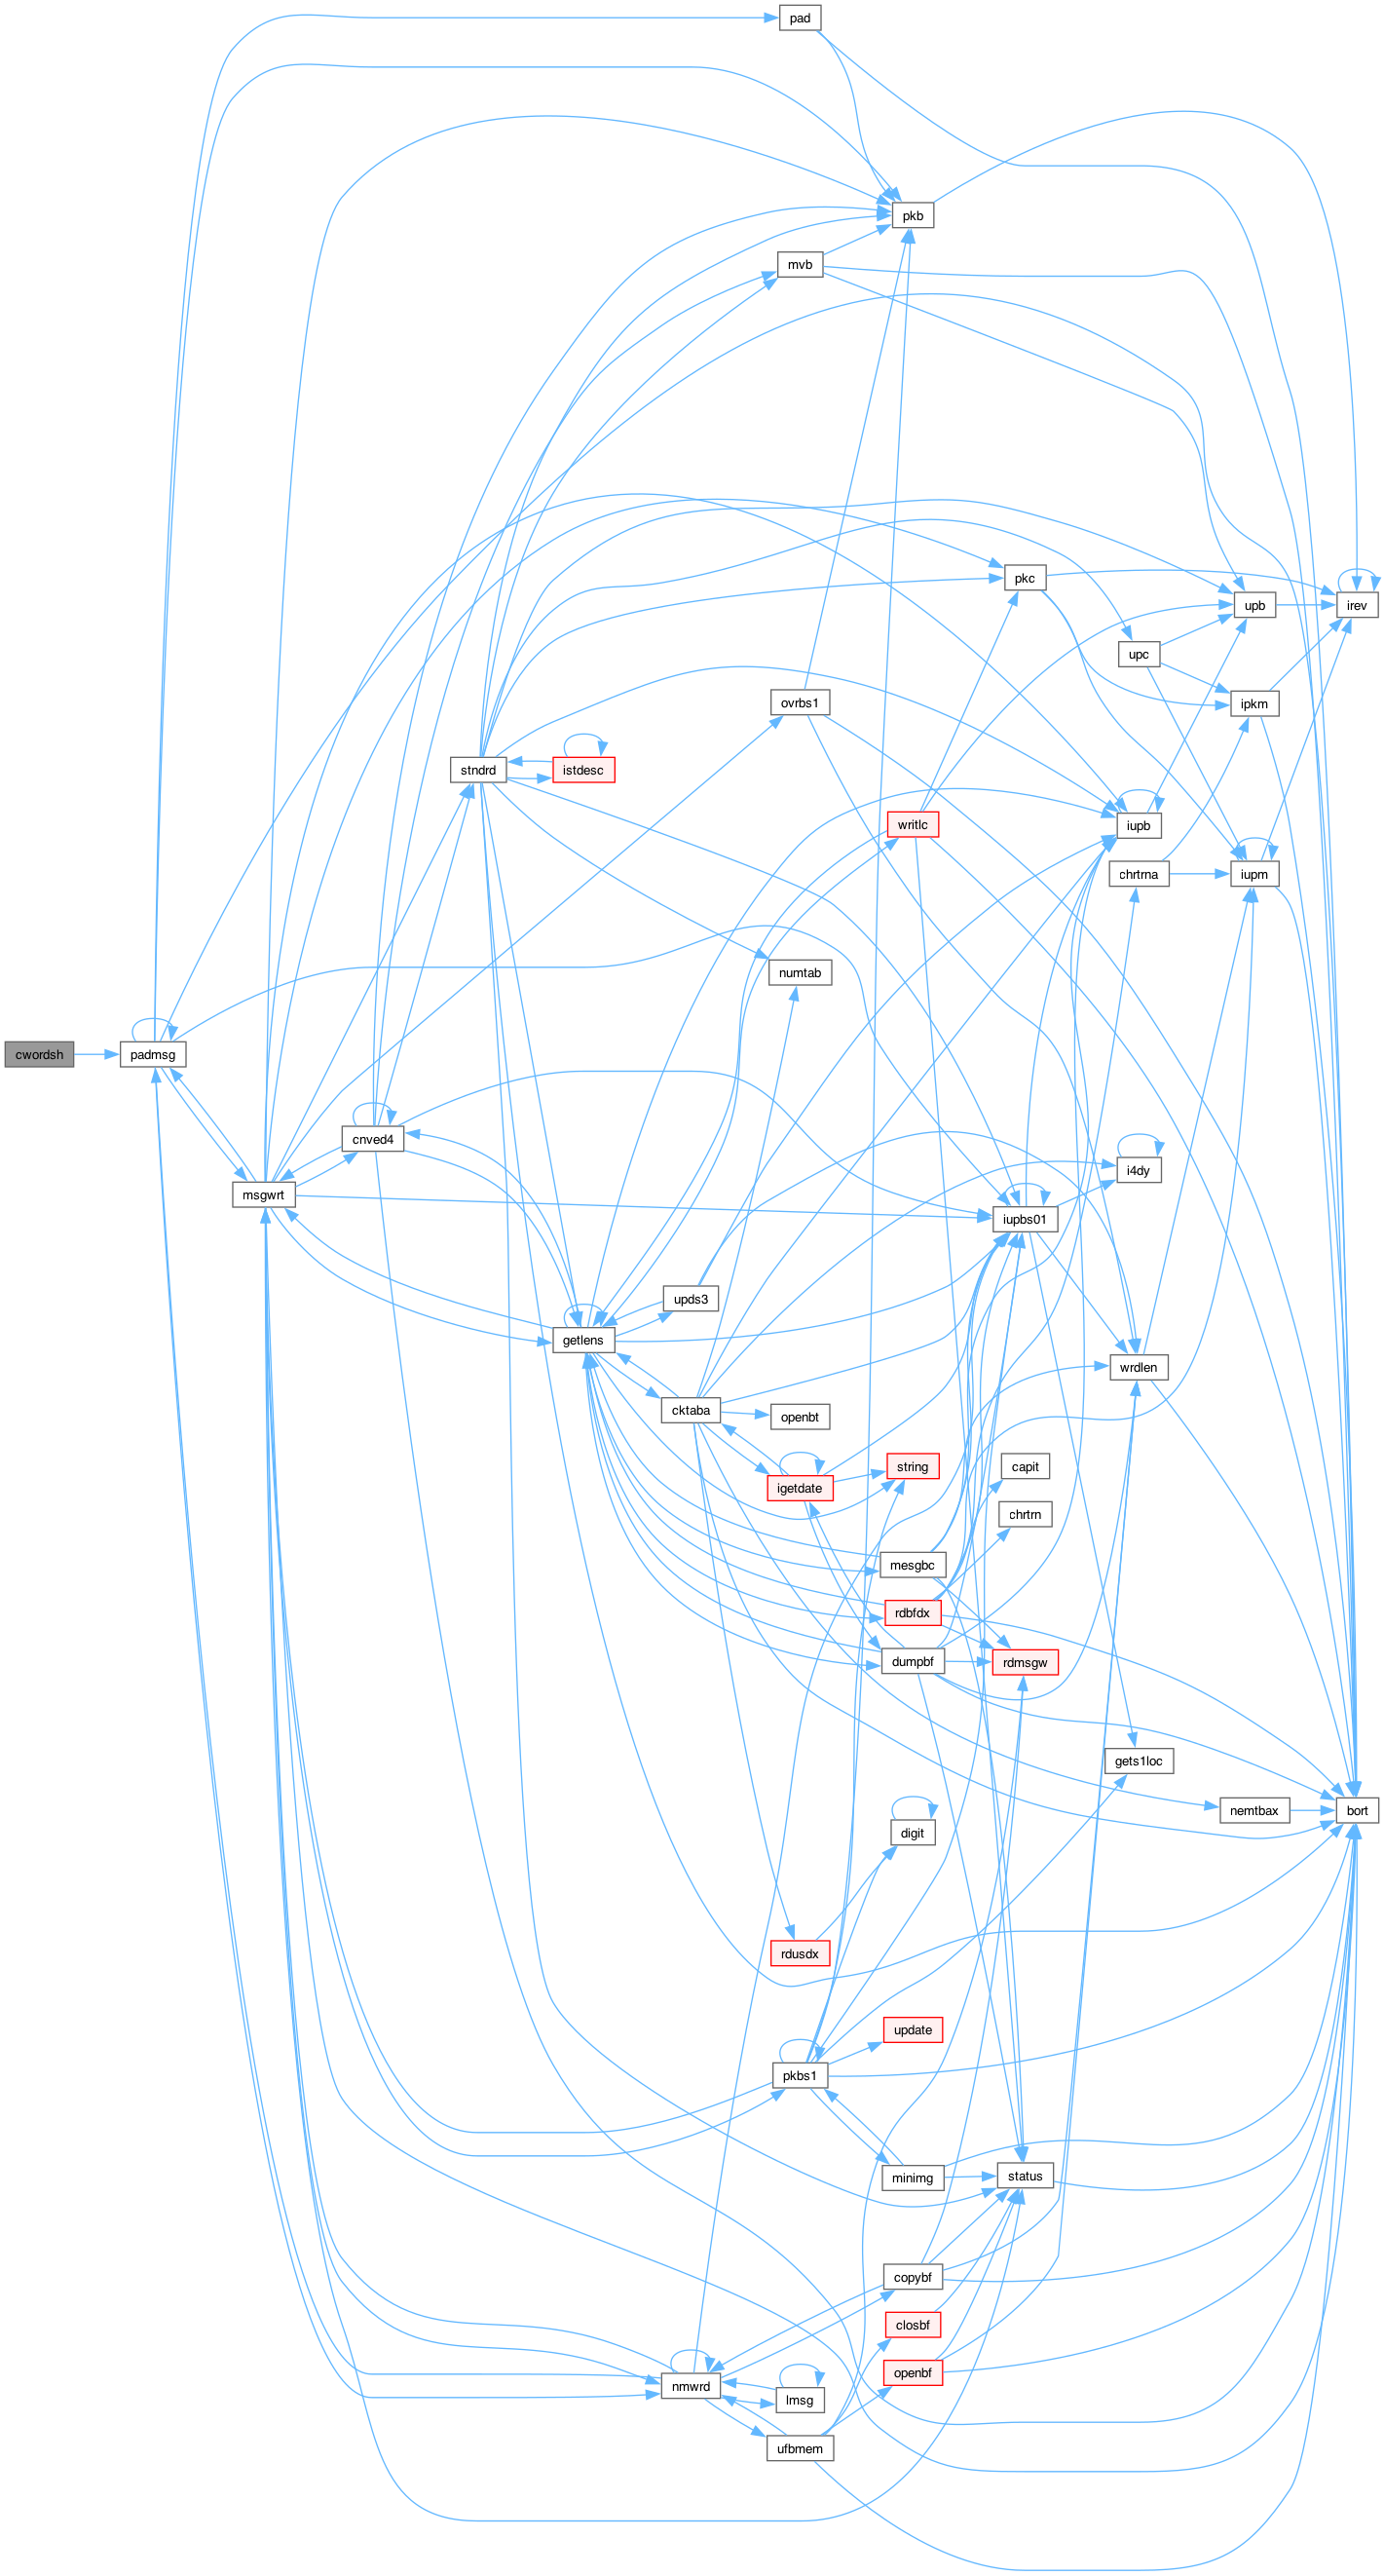 pad
pkb
mvb
pkc
upb
irev
upc
ovrbs1
ipkm
stndrd
istdesc
writlc
iupb
chrtrna
iupm
numtab
cwordsh
padmsg
cnved4
i4dy
msgwrt
iupbs01
upds3
getlens
wrdlen
cktaba
openbt
string
capit
igetdate
chrtrn
mesgbc
rdbfdx
dumpbf
rdmsgw
gets1loc
nemtbax
bort
digit
rdusdx
update
pkbs1
minimg
status
copybf
closbf
openbf
nmwrd
lmsg
ufbmem